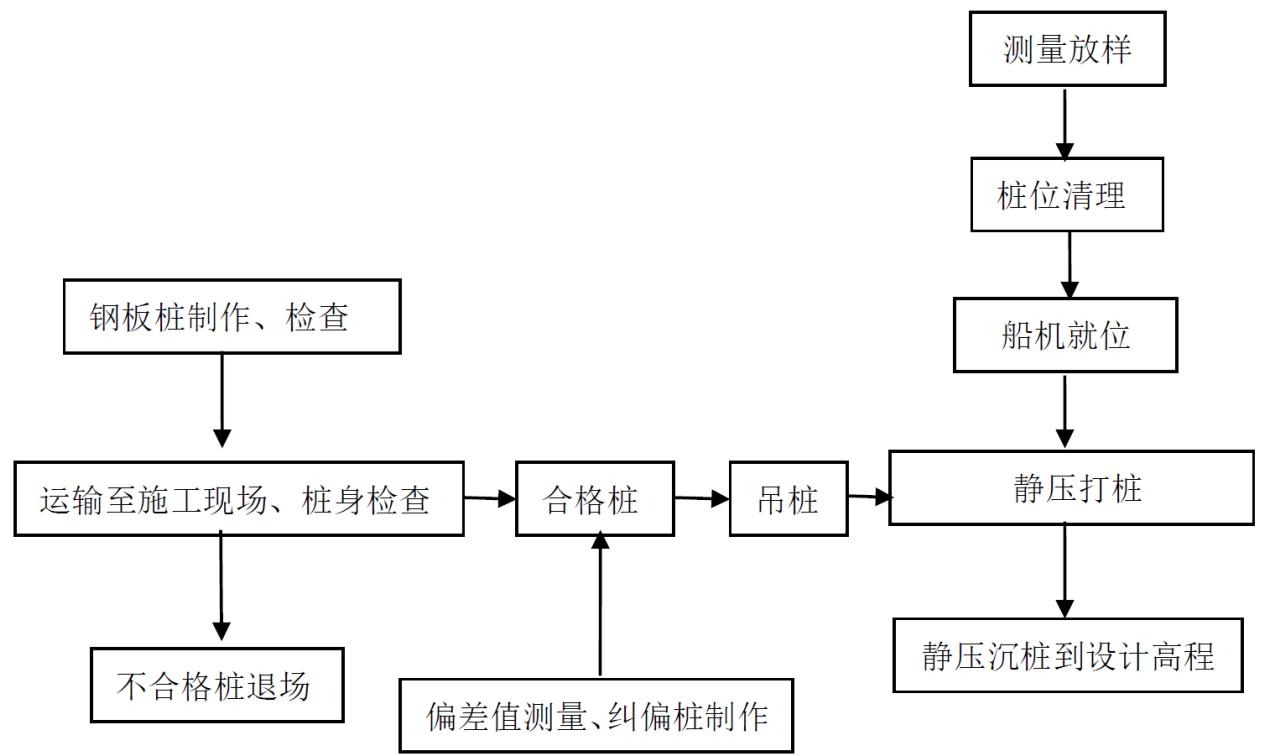 测量放样
桩位清理
钢板桩制作、检查
船机就位
运输至施工现场、桩身检查
合格桩
吊桩
静压打桩
不合格桩退场
静压沉桩到设计高程
偏差值测量、纠偏桩制作